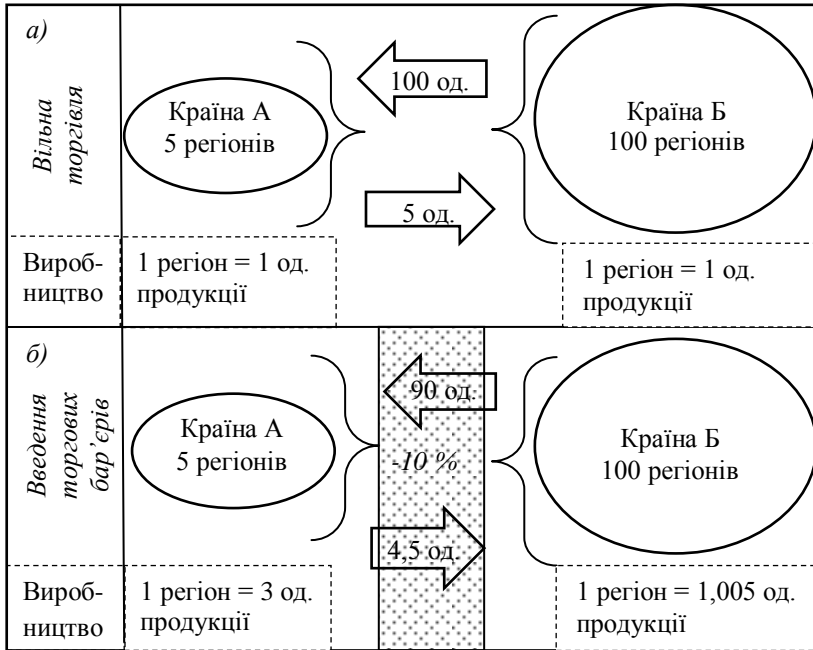 а)
Вільна
торгівля
Країна А
5 регіонів
100 од.
5 од.
Країна Б
100 регіонів
Вироб-
ництво
1 регіон = 1 од.
продукції
1 регіон = 1 од.
продукції
б)
Введення
торгових
бар’єрів
Країна А
5 регіонів
90 од.
-10 %
4,5 од.
Країна Б
100 регіонів
Вироб-
ництво
1 регіон = 3 од.
продукції
1 регіон = 1,005 од.
продукції